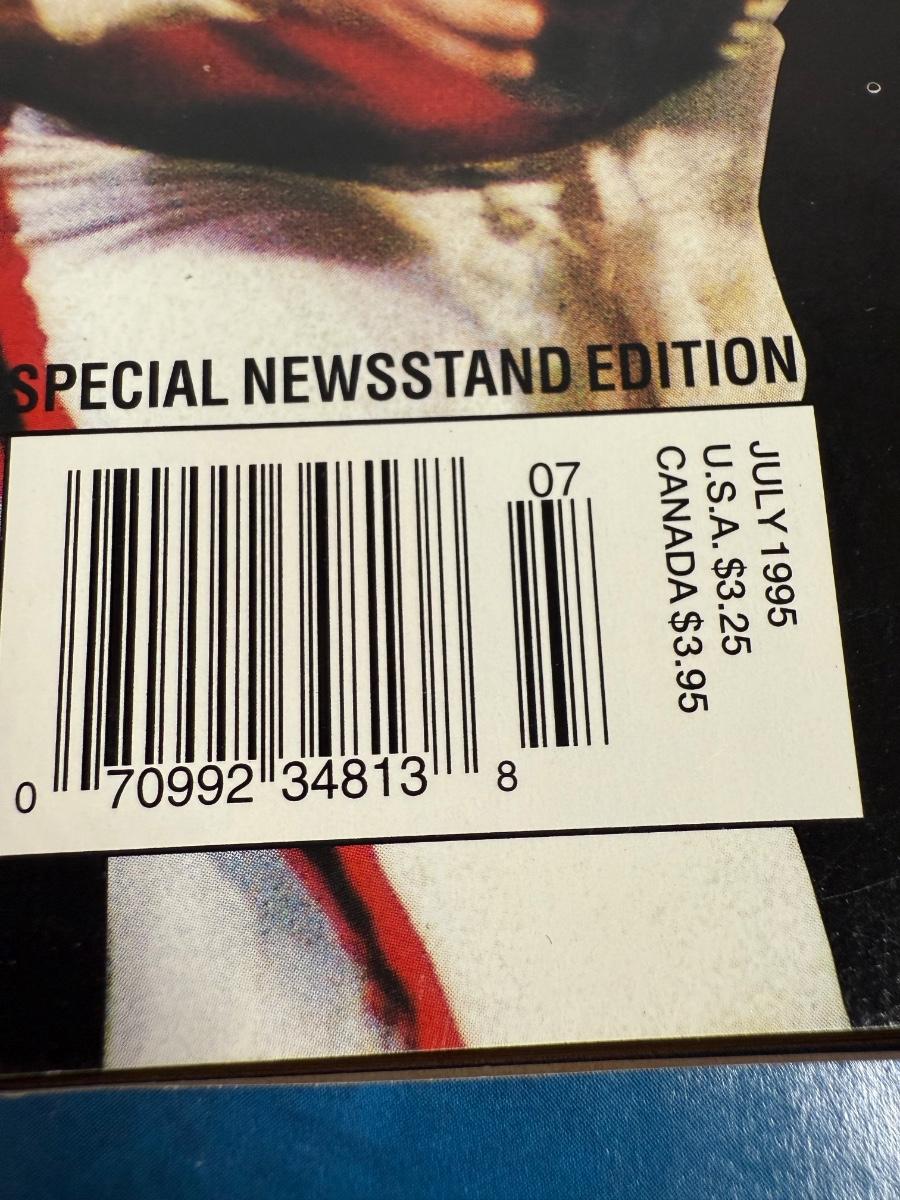 SPECIAL NEWSSTAND EDITION
07
0 70992 34813 8
JULY 1995
U.S.A. $3.25
CANADA $3.95